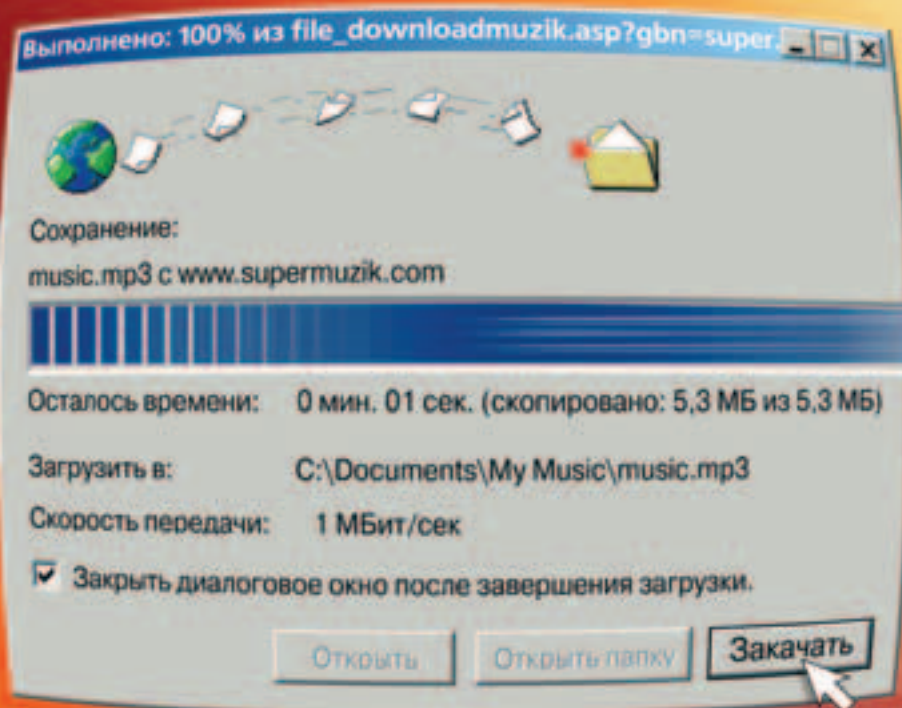 Выполнено: 100% из file_downloadmuzik.asp?gbn=super.
Сохранение:
music.mp3 с www.supermuzik.com
Осталось времени: 0 мин. 01 сек. (скопировано: 5,3 МБ из 5,3 МБ)
Загрузить в: C:\Documents\My Music\music.mp3
Скорость передачи: 1 МБит/сек
Закрыть диалоговое окно после завершения загрузки.
Открыть Открыть папку Закачать